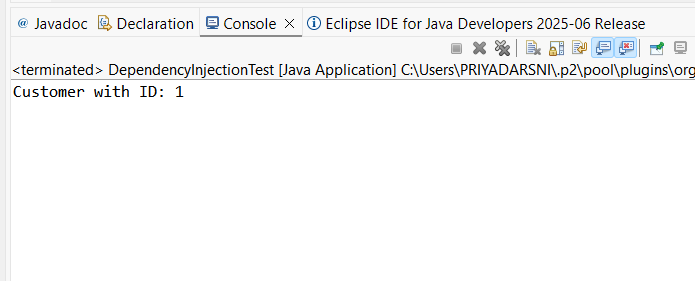 @ Javadoc Declaration Console Eclipse IDE for Java Developers 2025-06 Release
<terminated> DependencyInjectionTest [Java Application] C:\Users\PRIYADARSNI\.p2\pool\plugins\org
Customer with ID: 1